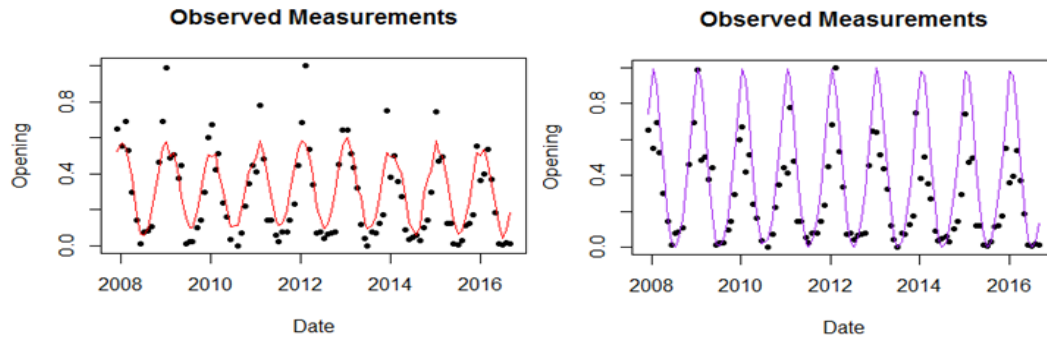 Observed Measurements
Opening
0.8
0.4
0.0
2008 2010 2012 2014 2016
Date
Observed Measurements
Opening
0.8
0.4
0.0
2008 2010 2012 2014 2016
Date